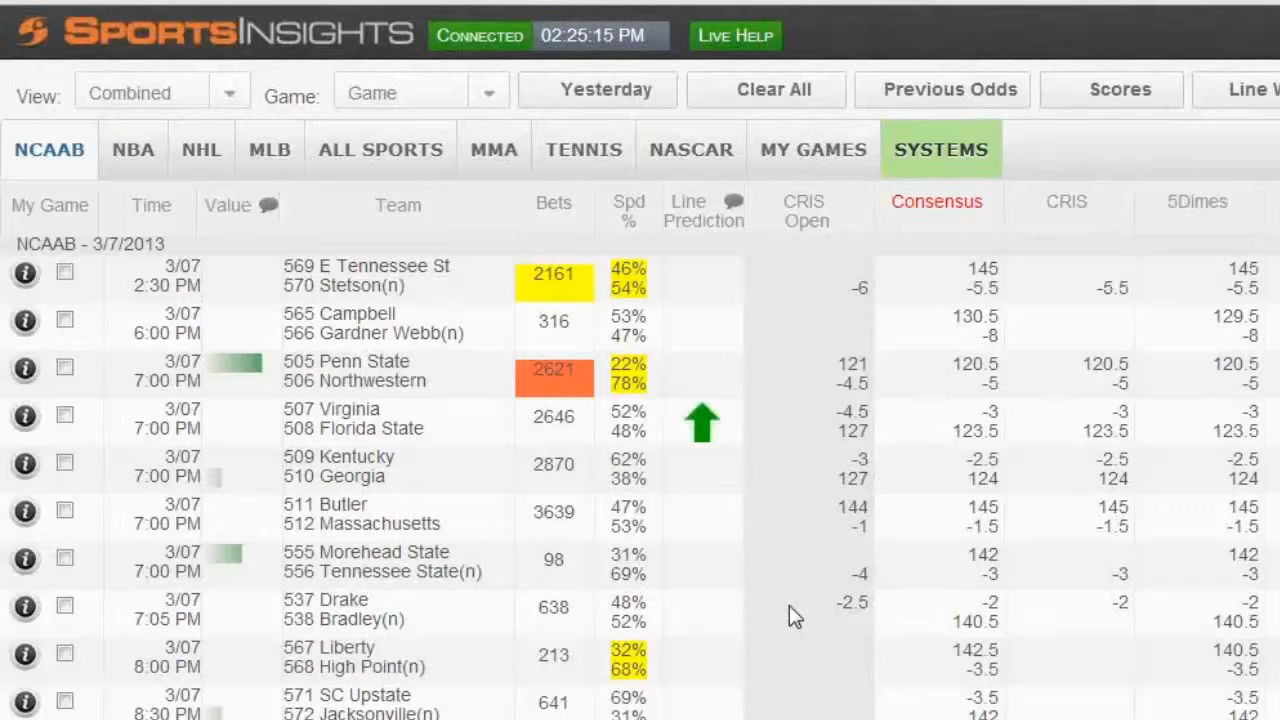 SPORTSINSIGHTS CONNECTED 02:25:15 PM LIVE HELP
View: Combined Game: Game Yesterday Clear All Previous Odds Scores Line
NCAAB NBA NHL MLB ALL SPORTS MMA TENNIS NASCAR MY GAMES SYSTEMS
My Game Time Value Team Bets Spd % Line Prediction CRIS Open Consensus CRIS 5Dimes
NCAAB - 3/7/2013
3/07 569 E Tennessee St 2161 46% 145 145
2:30 PM 570 Stetson(n) 54% -6 -5.5 -5.5 -5.5
3/07 565 Campbell 316 53% 130.5 129.5
6:00 PM 566 Gardner Webb(n) 47% -8 -8
3/07 505 Penn State 2621 22% 121 120.5 120.5 120.5
7:00 PM 506 Northwestern 78% -4.5 -5 -5 -5
3/07 507 Virginia 2646 52% -4.5 -3 -3 -3
7:00 PM 508 Florida State 48% 127 123.5 123.5 123.5
3/07 509 Kentucky 2870 62% -3 -2.5 -2.5 -2.5
7:00 PM 510 Georgia 38% 127 124 124 124
3/07 511 Butler 3639 47% 144 145 145 145
7:00 PM 512 Massachusetts 53% -1 -1.5 -1.5 -1.5
3/07 555 Morehead State 98 31% 142 142
7:00 PM 556 Tennessee State(n) 69% -4 -3 -3 -3
3/07 537 Drake 638 48% -2.5 -2 -2 -2
7:05 PM 538 Bradley(n) 52% 140.5 140.5
3/07 567 Liberty 213 32% 142.5 140.5
8:00 PM 568 High Point(n) 68% -3.5 -3.5
3/07 571 SC Upstate 641 69% -3.5 -3.5
8:30 PM 572 Jacksonville(n) 31% 142 142